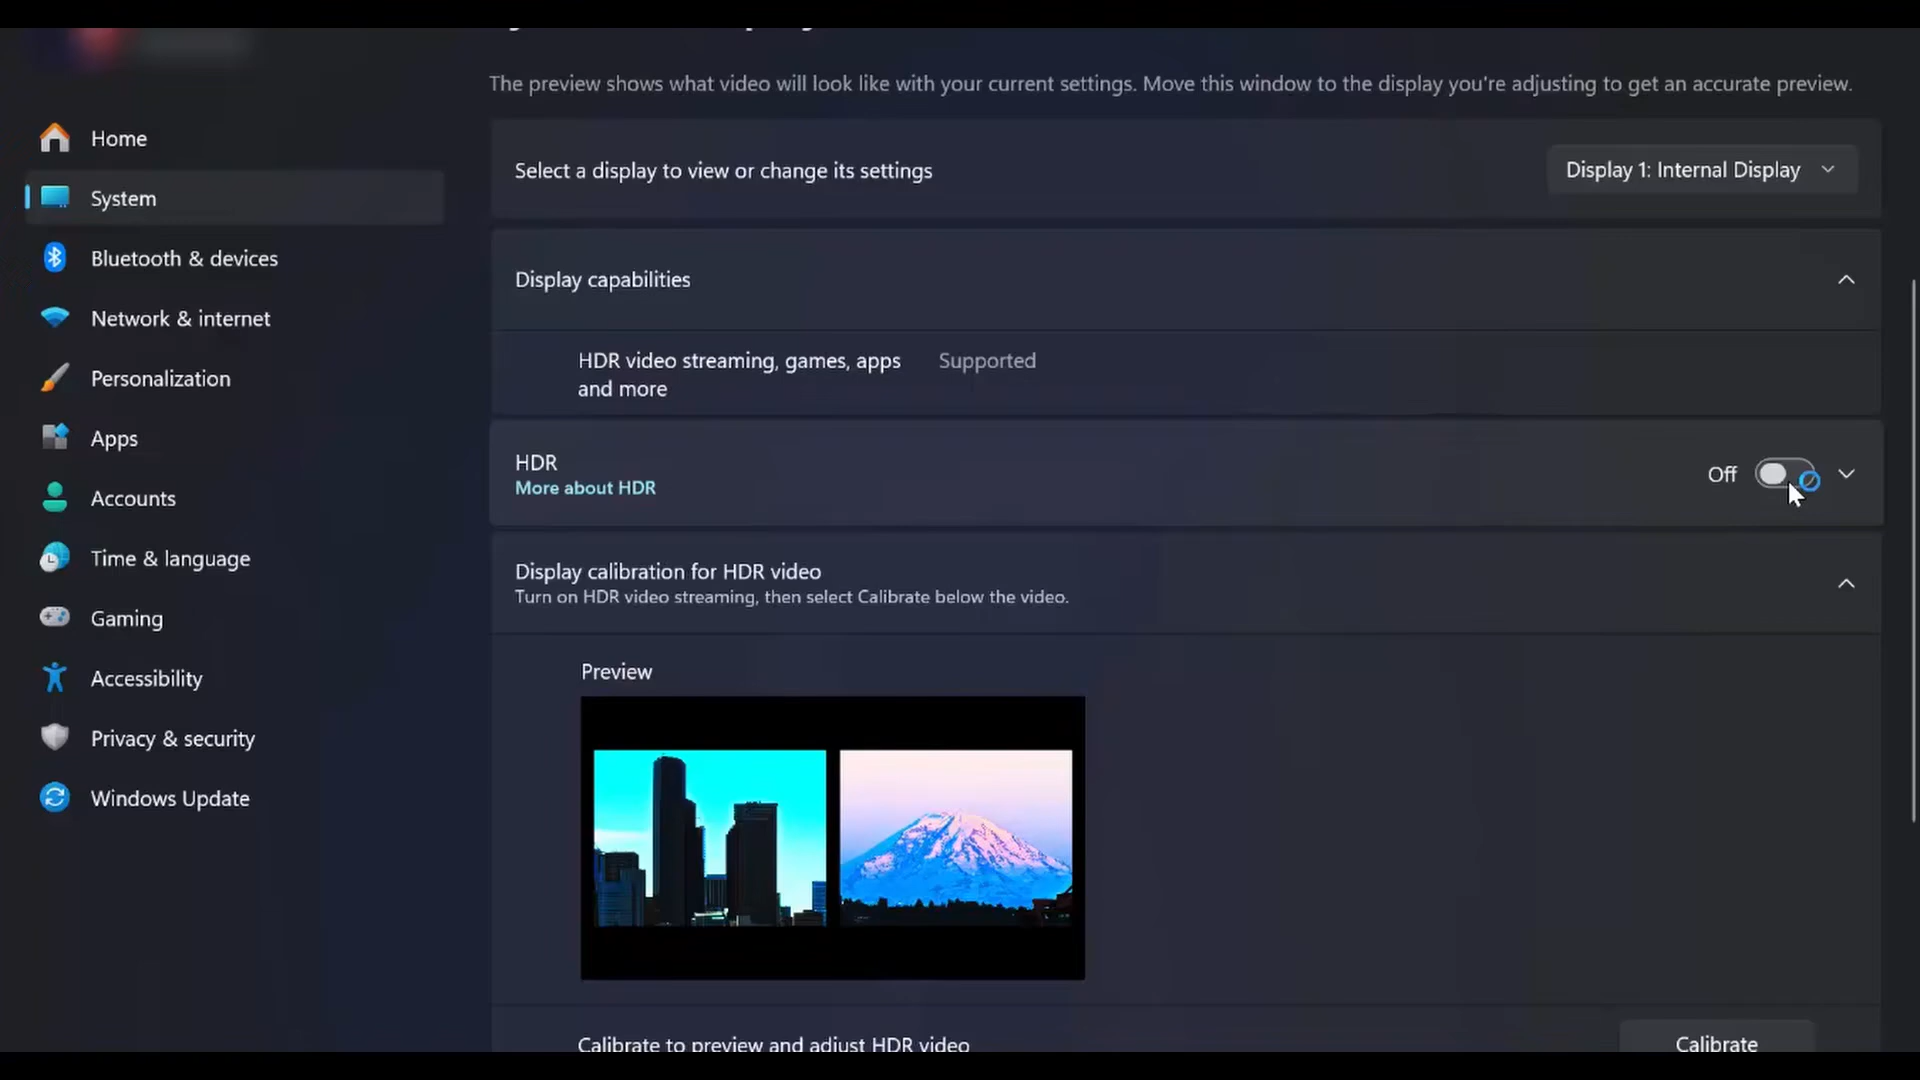 The preview shows what video will look like with your current settings. Move this window to the display you're adjusting to get an accurate preview.
Home
System
Bluetooth & devices
Network & internet
Personalization
Apps
Accounts
Time & language
Gaming
Accessibility
Privacy & security
Windows Update
Select a display to view or change its settings
Display 1: Internal Display
Display capabilities
HDR video streaming, games, apps
and more
Supported
HDR
More about HDR
Off
Display calibration for HDR video
Turn on HDR video streaming, then select Calibrate below the video.
Preview
Calibrate to preview and adjust HDR video
Calibrate